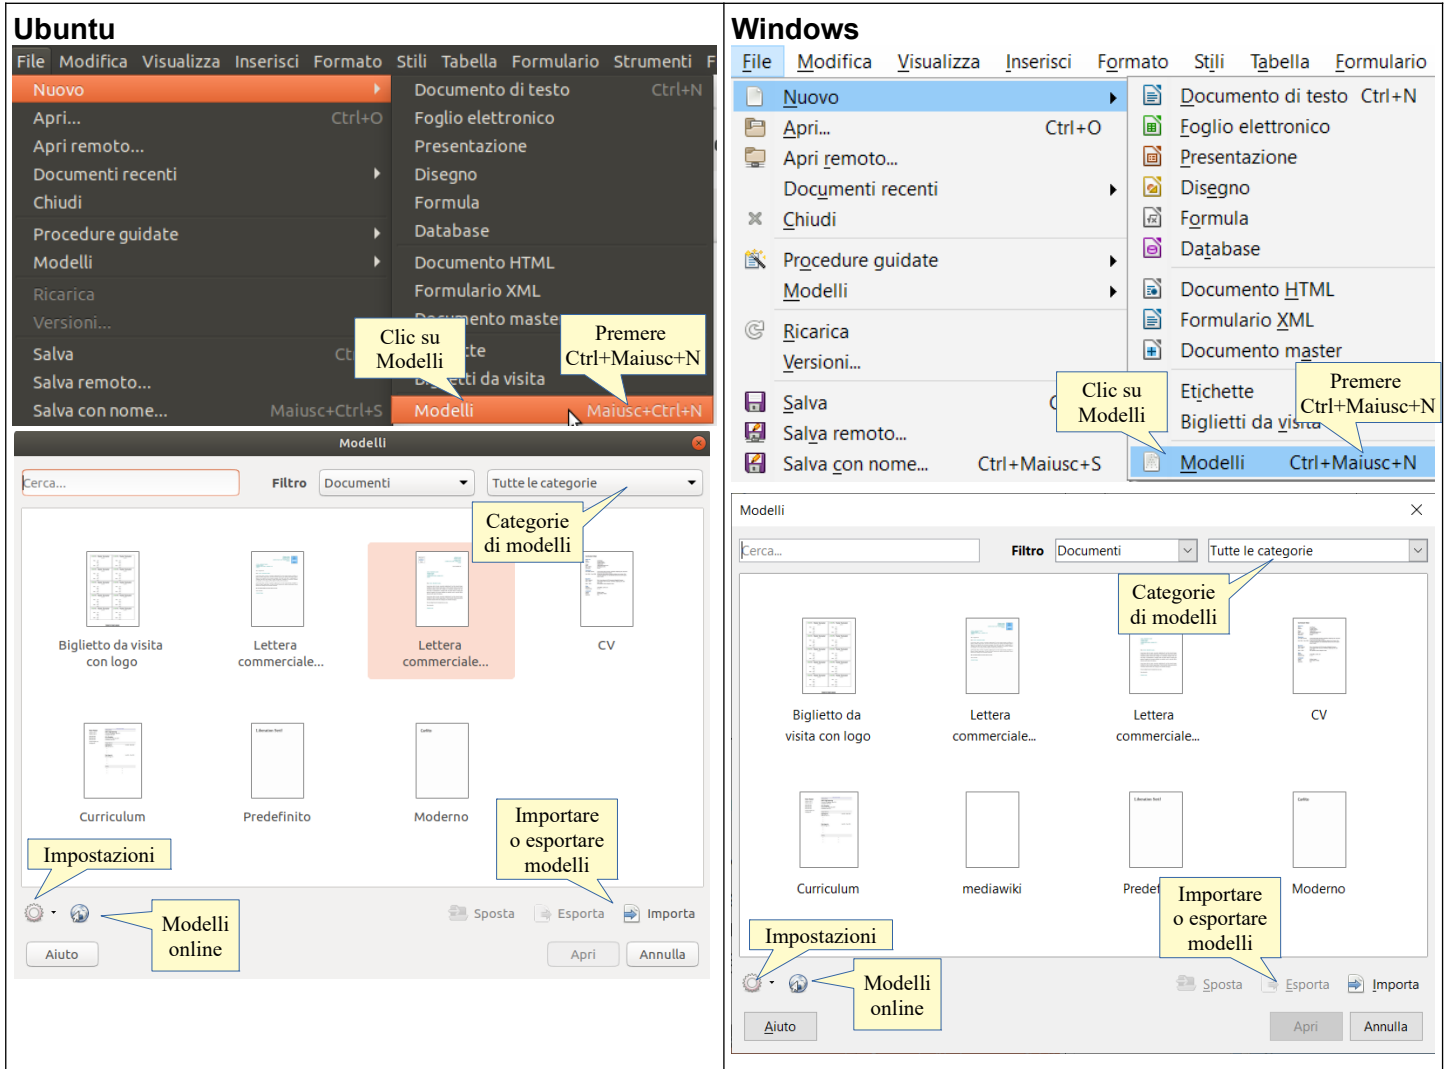 Ubuntu
File Modifica Visualizza Inserisci Formato Stili Tabella Formulario Strumenti F
Nuovo
Apri... Ctrl+O
Apri remoto...
Documenti recenti
Chiudi
Procedure guidate
Modelli
Ricarica
Versioni...
Salva
Salva remoto...
Salva con nome... Maiusc+Ctrl+S
Documento di testo Ctrl+N
Foglio elettronico
Presentazione
Disegno
Formula
Database
Documento HTML
Formulario XML
Modelli Maiusc+Ctrl+N
Clic su
Modelli
Premere
Ctrl+Maiusc+N
Modelli
Cerca... Filtro Documenti Tutte le categorie
Categorie
di modelli
Biglietto da visita
con logo
Lettera
commerciale...
Lettera
commerciale...
CV
Curriculum
Predefinito
Moderno
Impostazioni
Importare
o esportare
modelli
Modelli
online
Sposta Esporta Importa
Aiuto Apri Annulla
Windows
File Modifica Visualizza Inserisci Formato Stili Tabella Formulario
Nuovo
Apri... Ctrl+O
Apri remoto...
Documenti recenti
Chiudi
Procedure guidate
Modelli
Ricarica
Versioni...
Salva
Salva remoto...
Salva con nome... Ctrl+Maiusc+S
Documento di testo Ctrl+N
Foglio elettronico
Presentazione
Disegno
Formula
Database
Documento HTML
Formulario XML
Documento master
Etichette
Biglietti da visita
Modelli Ctrl+Maiusc+N
Clic su
Modelli
Premere
Ctrl+Maiusc+N
Modelli
Cerca... Filtro Documenti Tutte le categorie
Categorie
di modelli
Biglietto da
visita con logo
Lettera
commerciale...
Lettera
commerciale...
CV
Curriculum
mediawiki
Moderno
Impostazioni
Importare
o esportare
modelli
Modelli
online
Sposta Esporta Importa
Aiuto Apri Annulla